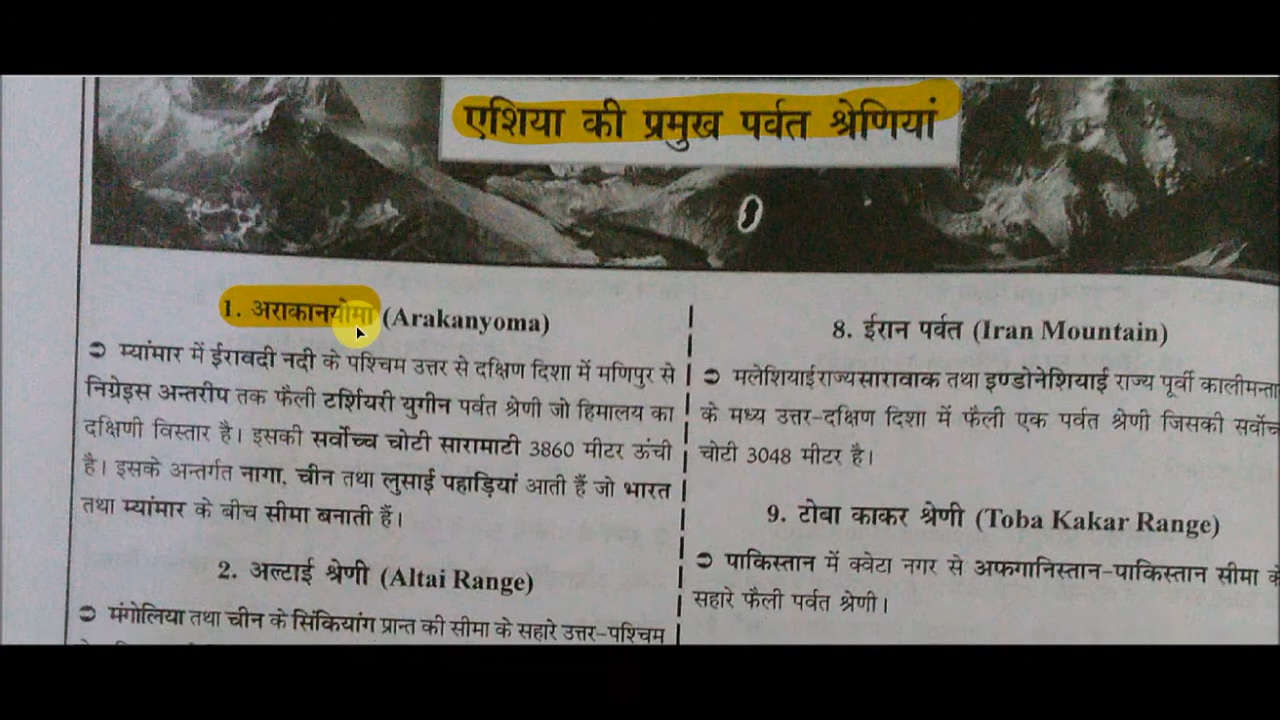 एशिया की प्रमुख पर्वत श्रेणियां
1. अराकानयोमा (Arakanyoma)
➲ म्यांमार में ईरावदी नदी के पश्चिम उत्तर से दक्षिण दिशा में मणिपुर से
निग्रेइस अन्तरीप तक फैली टर्शियरी युगीन पर्वत श्रेणी जो हिमालय का
दक्षिणी विस्तार है। इसकी सर्वोच्च चोटी सारामाटी 3860 मीटर ऊंची
है। इसके अन्तर्गत नागा, चीन तथा लुसाई पहाड़ियां आती हैं जो भारत
तथा म्यांमार के बीच सीमा बनाती हैं।
2. अल्टाई श्रेणी (Altai Range)
➲ मंगोलिया तथा चीन के सिंकियांग प्रान्त की सीमा के सहारे उत्तर-पश्चिम
8. ईरान पर्वत (Iran Mountain)
➲ मलेशियाई राज्य सारावाक तथा इण्डोनेशियाई राज्य पूर्वी
के मध्य उत्तर-दक्षिण दिशा में फैली एक पर्वत श्रेणी जिसकी
चोटी 3048 मीटर है।
9. टोबा काकर श्रेणी (Toba Kakar Range)
➲ पाकिस्तान में क्वेटा नगर से अफगानिस्तान-पाकिस्तान सीमा
सहारे फैली पर्वत श्रेणी।